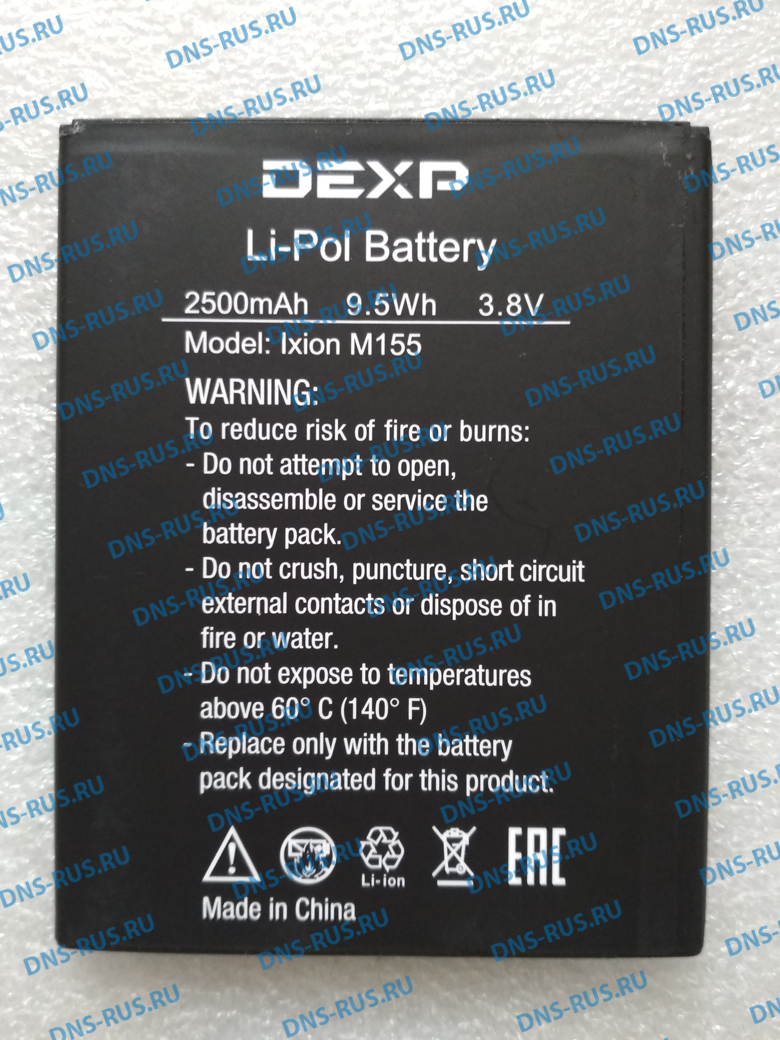 DEXP
Li-Pol Battery
2500mAh 9.5Wh 3.8V
Model: Ixion M155
WARNING:
To reduce risk of fire or burns:
- Do not attempt to open,
disassemble or service the
battery pack.
- Do not crush, puncture, short circuit
external contacts or dispose of in
fire or water.
- Do not expose to temperatures
above 60° C (140° F)
- Replace only with the battery
pack designated for this product.
Li-ion
EAC
Made in China
DNS-RUS.RU